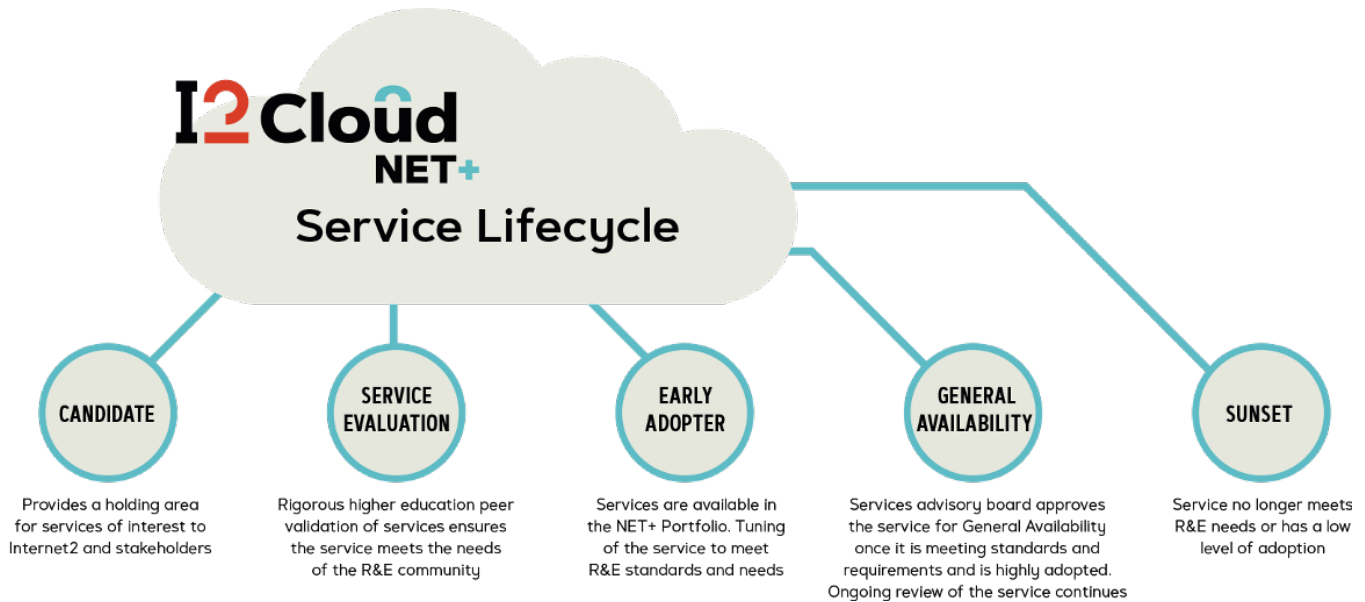 I2 Cloud
NET+
Service Lifecycle
CANDIDATE
Provides a holding area
for services of interest to
Internet2 and stakeholders
SERVICE
EVALUATION
Rigorous higher education peer
validation of services ensures
the service meets the needs
of the R&E community
EARLY
ADOPTER
Services are available in
the NET+ Portfolio. Tuning
of the service to meet
R&E standards and needs
GENERAL
AVAILABILITY
Services advisory board approves
the service for General Availability
once it is meeting standards and
requirements and is highly adopted.
Ongoing review of the service continues
SUNSET
Service no longer meets
R&E needs or has a low
level of adoption